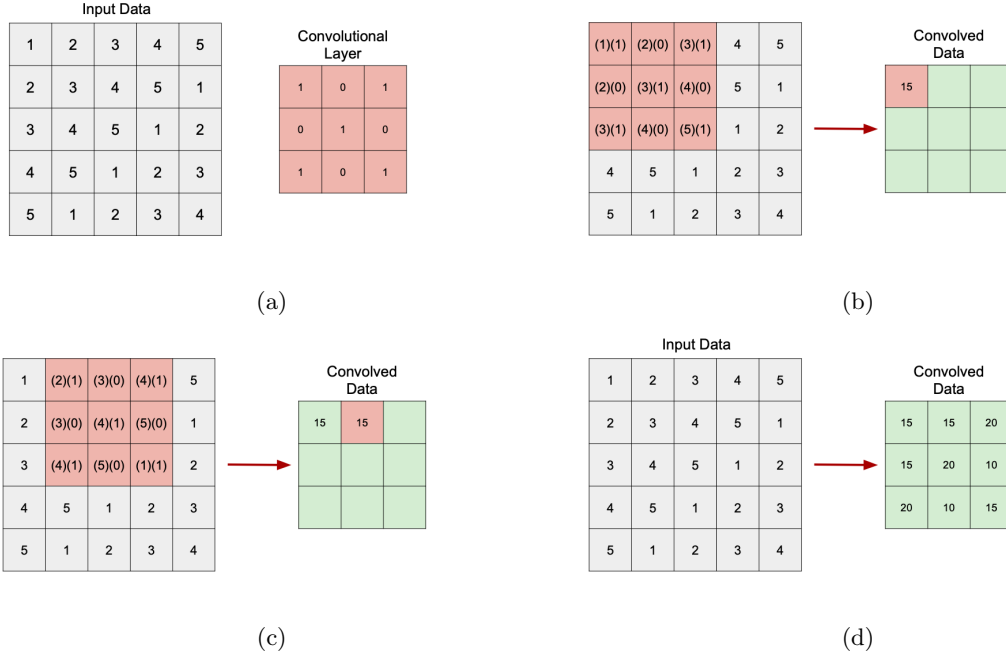 Input Data
1 2 3 4 5
2 3 4 5 1
3 4 5 1 2
4 5 1 2 3
5 1 2 3 4
Convolutional
Layer
1 0 1
0 1 0
1 0 1
(a)
(1)(1) (2)(0) (3)(1) 4 5
(2)(0) (3)(1) (4)(0) 5 1
(3)(1) (4)(0) (5)(1) 1 2
4 5 1 2 3
5 1 2 3 4
Convolved
Data
15
(b)
1 (2)(1) (3)(0) (4)(1) 5
2 (3)(0) (4)(1) (5)(0) 1
3 (4)(1) (5)(0) (1)(1) 2
4 5 1 2 3
5 1 2 3 4
Convolved
Data
15 15
(c)
Input Data
1 2 3 4 5
2 3 4 5 1
3 4 5 1 2
4 5 1 2 3
5 1 2 3 4
Convolved
Data
15 15 20
15 20 10
20 10 15
(d)